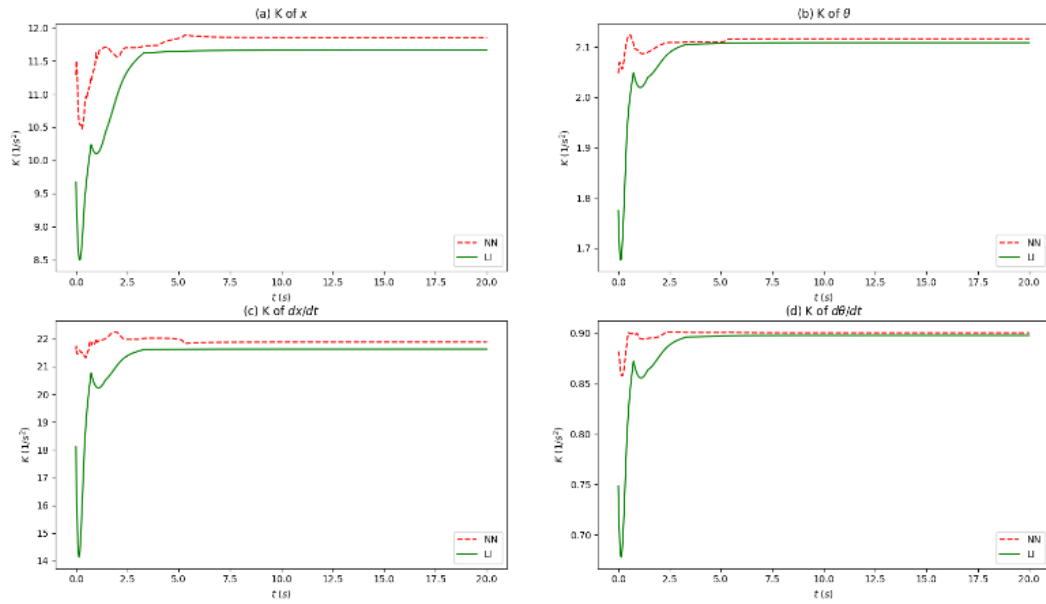 (a) K of x
12.0
11.5
11.0
10.5
10.0
9.5
9.0
8.5
K (1/s²)
0.0 2.5 5.0 7.5 10.0 12.5 15.0 17.5 20.0
t (s)
NN
LI
(b) K of θ
2.1
2.0
1.9
1.8
1.7
K (1/s²)
0.0 2.5 5.0 7.5 10.0 12.5 15.0 17.5 20.0
t (s)
NN
LI
(c) K of dx/dt
22
21
20
19
18
17
16
15
14
K (1/s²)
0.0 2.5 5.0 7.5 10.0 12.5 15.0 17.5 20.0
t (s)
NN
LI
(d) K of dθ/dt
0.90
0.85
0.80
0.75
0.70
K (1/s²)
0.0 2.5 5.0 7.5 10.0 12.5 15.0 17.5 20.0
t (s)
NN
LI